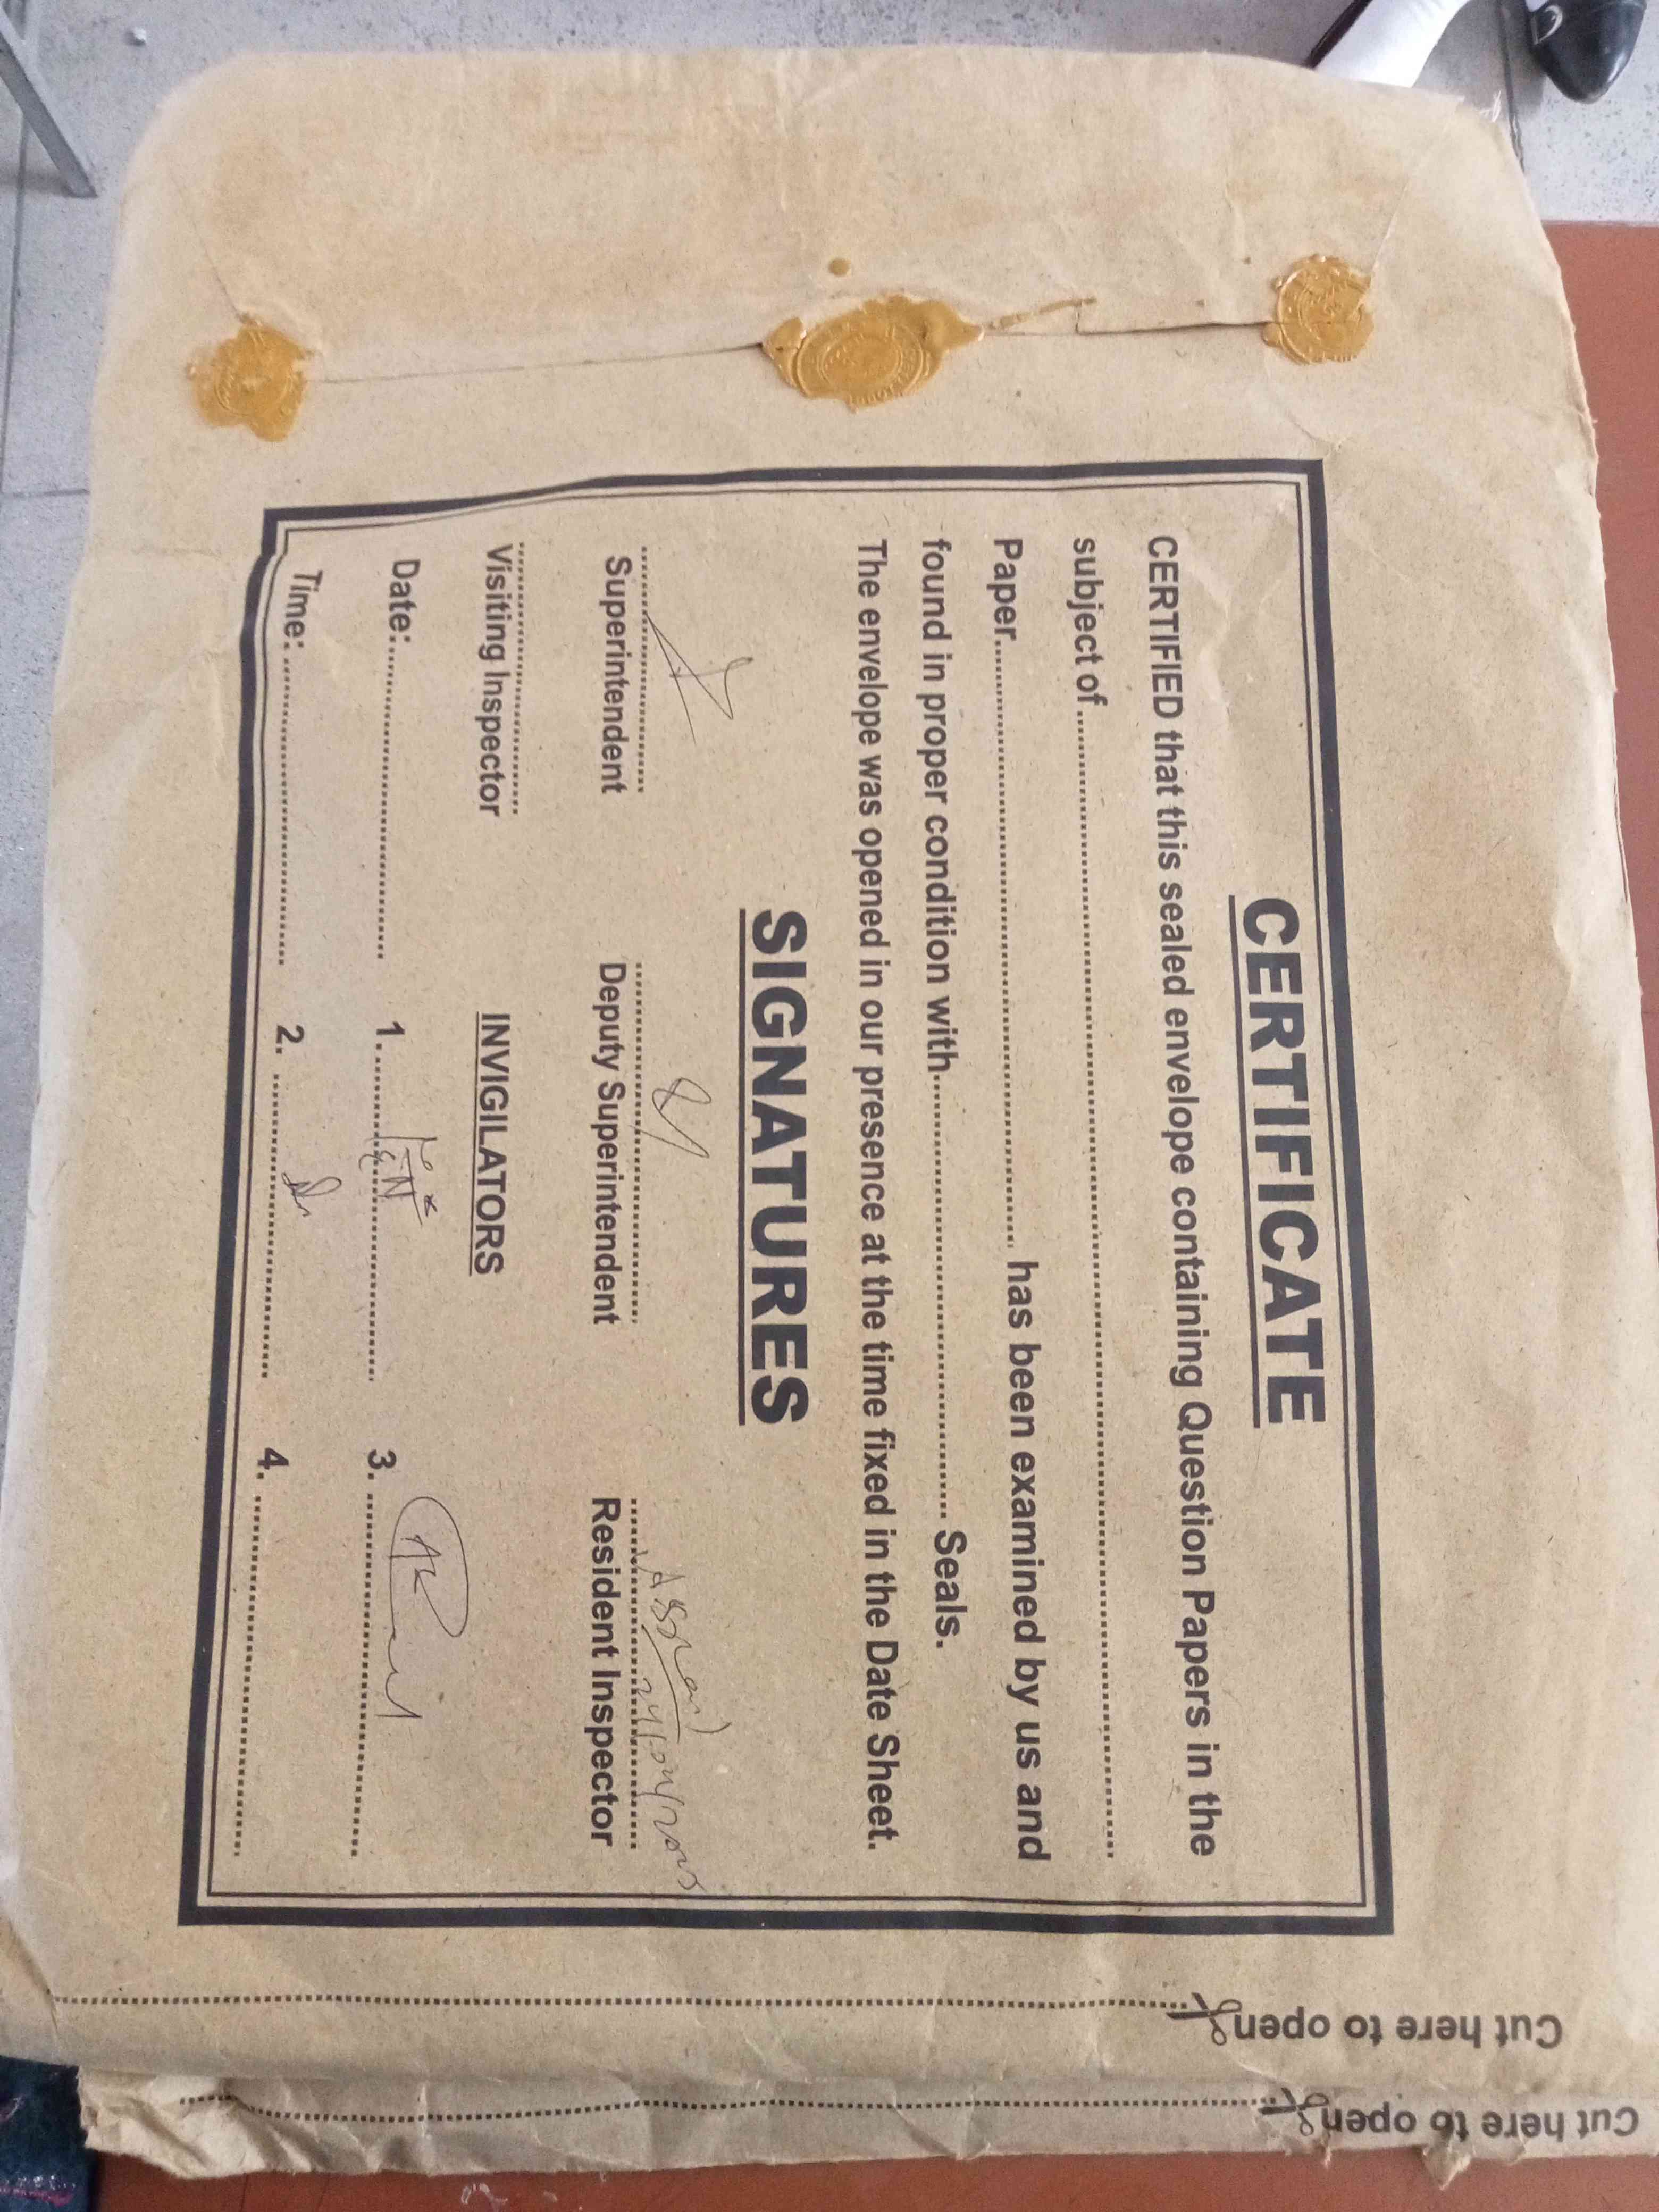 CERTIFICATE
CERTIFIED that this sealed envelope containing Question Papers in the
subject of ........................................
Paper........................................ has been examined by us and
found in proper condition with........................................ Seals.
The envelope was opened in our presence at the time fixed in the Date Sheet.
SIGNATURES
Superintendent Deputy Superintendent Resident Inspector
Visiting Inspector INVIGILATORS
Date:........................ 1......................... 3. ........................
Time: ........................ 2. ........................ 4. ........................
Cut here to open
Cut here to open